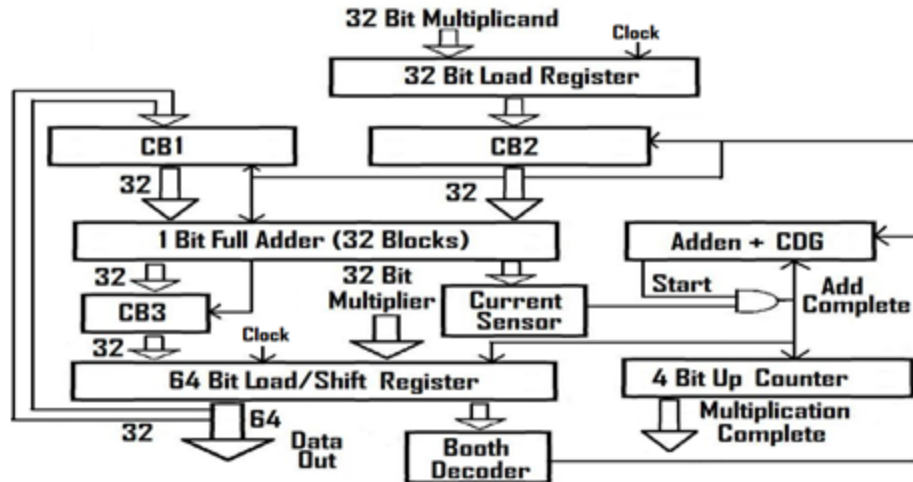 32 Bit Multiplicand
Clock
32 Bit Load Register
CB1
CB2
32
32
1 Bit Full Adder (32 Blocks)
Adden + CDG
32
32 Bit
Multiplier
Current
Sensor
Start
Add
Complete
CB3
32
Clock
64 Bit Load/Shift Register
4 Bit Up Counter
32
64
Data
Out
Booth
Decoder
Multiplication
Complete